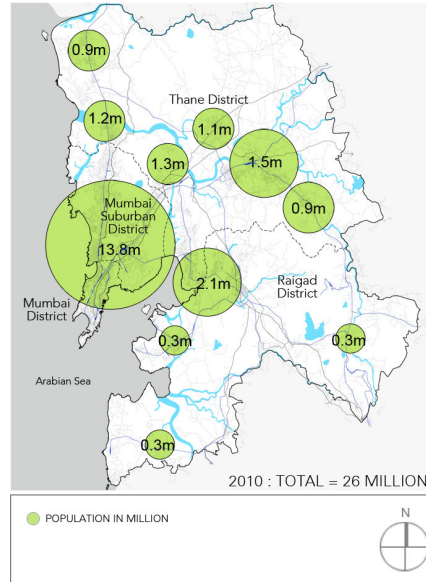 0.9m
1.2m
Thane District
1.1m
1.3m
1.5m
Mumbai
Suburban
District
13.8m
0.9m
2.1m
Raigad
District
Mumbai
District
0.3m
0.3m
Arabian Sea
0.3m
2010 : TOTAL = 26 MILLION
POPULATION IN MILLION
N